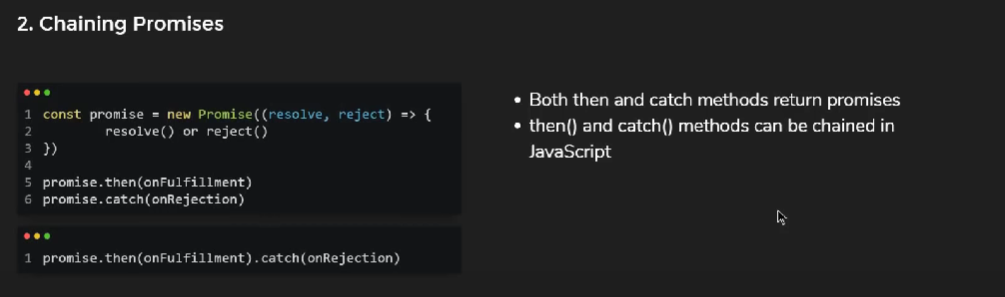 2. Chaining Promises
1 const promise = new Promise((resolve, reject) => {
2 resolve() or reject()
3 })
4
5 promise.then(onFulfillment)
6 promise.catch(onRejection)
1 promise.then(onFulfillment).catch(onRejection)
• Both then and catch methods return promises
• then() and catch() methods can be chained in
JavaScript